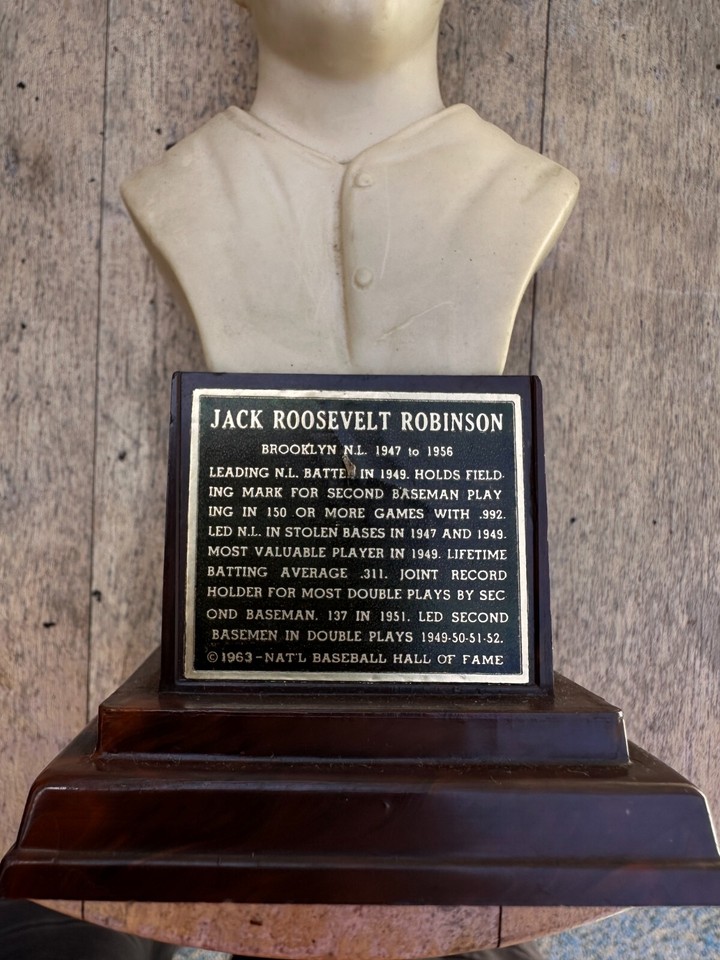 JACK ROOSEVELT ROBINSON
BROOKLYN N.L. 1947 to 1956
LEADING N.L. BATTER IN 1949. HOLDS FIELD-
ING MARK FOR SECOND BASEMAN PLAY
ING IN 150 OR MORE GAMES WITH .992.
LED N.L. IN STOLEN BASES IN 1947 AND 1949.
MOST VALUABLE PLAYER IN 1949. LIFETIME
BATTING AVERAGE .311. JOINT RECORD
HOLDER FOR MOST DOUBLE PLAYS BY SEC
OND BASEMAN. 137 IN 1951. LED SECOND
BASEMEN IN DOUBLE PLAYS 1949-50-51-52.
©1963-NAT'L BASEBALL HALL OF FAME